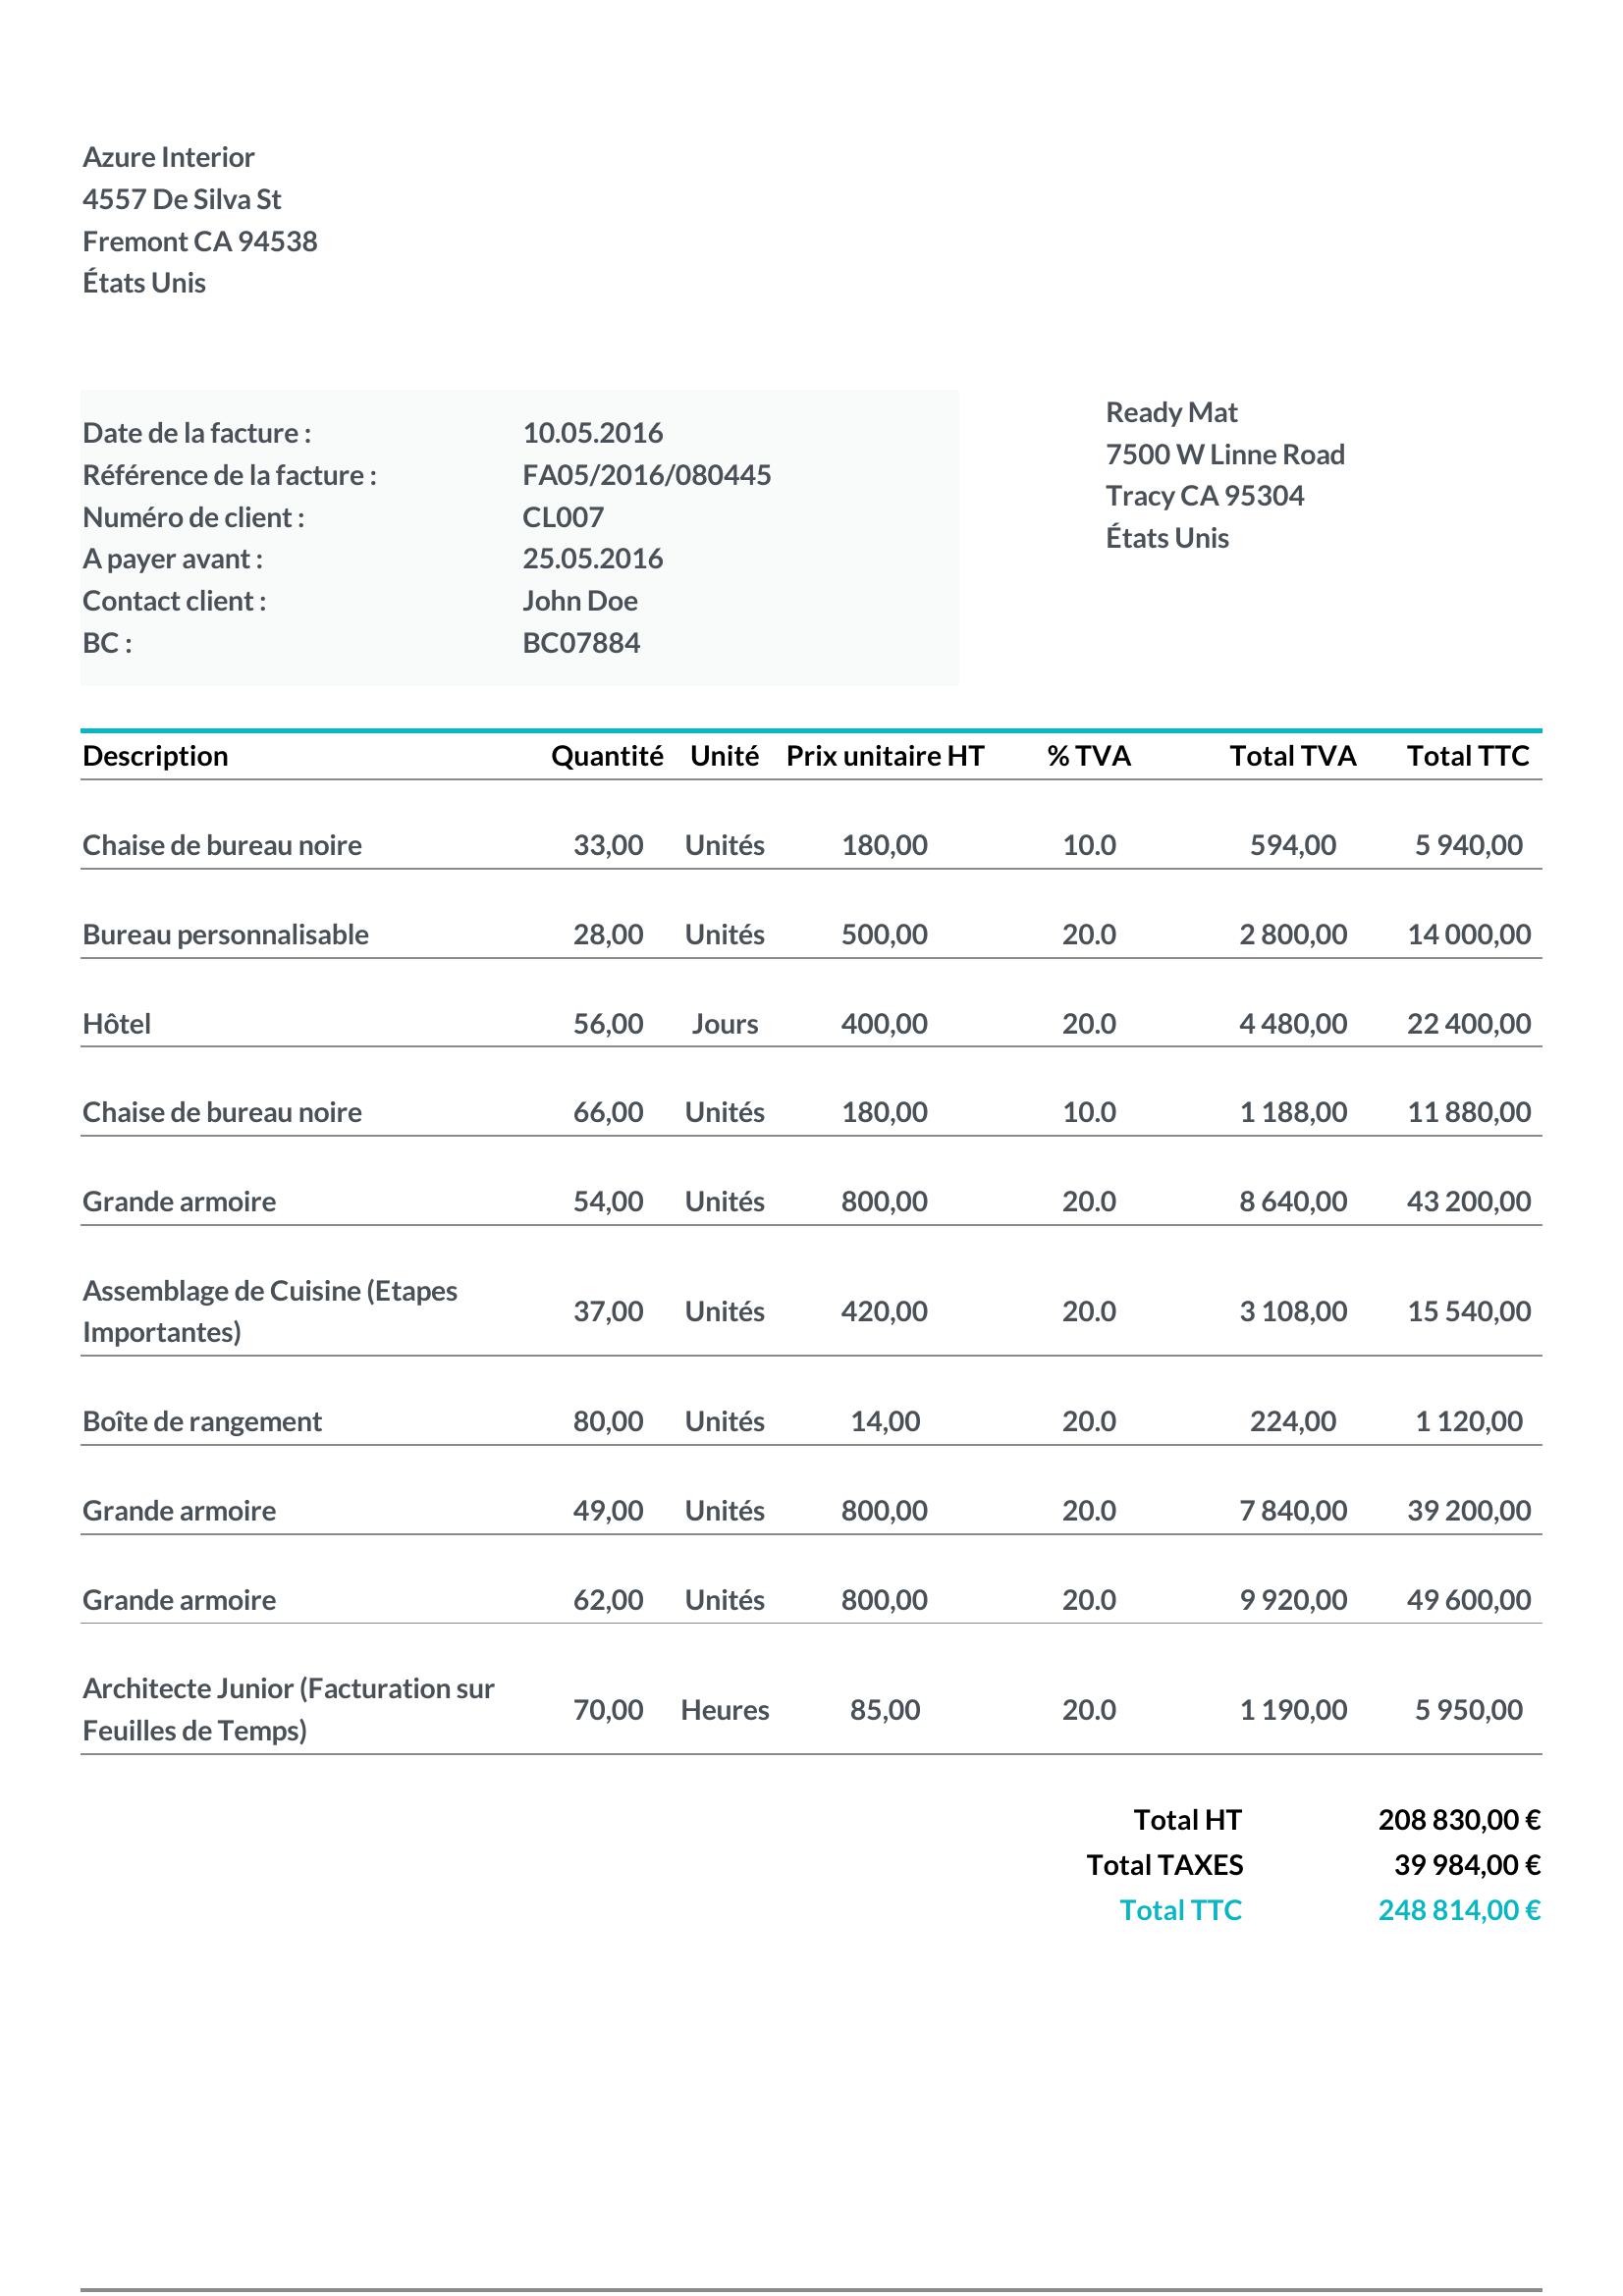 Azure Interior
4557 De Silva St
Fremont CA 94538
États Unis
Date de la facture : 10.05.2016
Référence de la facture : FA05/2016/080445
Numéro de client : CL007
A payer avant : 25.05.2016
Contact client : John Doe
BC : BC07884
Ready Mat
7500 W Linne Road
Tracy CA 95304
États Unis
Description Quantité Unité Prix unitaire HT % TVA Total TVA Total TTC
Chaise de bureau noire 33,00 Unités 180,00 10.0 594,00 5 940,00
Bureau personnalisable 28,00 Unités 500,00 20.0 2 800,00 14 000,00
Hôtel 56,00 Jours 400,00 20.0 4 480,00 22 400,00
Chaise de bureau noire 66,00 Unités 180,00 10.0 1 188,00 11 880,00
Grande armoire 54,00 Unités 800,00 20.0 8 640,00 43 200,00
Assemblage de Cuisine (Etapes
Importantes) 37,00 Unités 420,00 20.0 3 108,00 15 540,00
Boîte de rangement 80,00 Unités 14,00 20.0 224,00 1 120,00
Grande armoire 49,00 Unités 800,00 20.0 7 840,00 39 200,00
Grande armoire 62,00 Unités 800,00 20.0 9 920,00 49 600,00
Architecte Junior (Facturation sur
Feuilles de Temps) 70,00 Heures 85,00 20.0 1 190,00 5 950,00
Total HT 208 830,00 €
Total TAXES 39 984,00 €
Total TTC 248 814,00 €